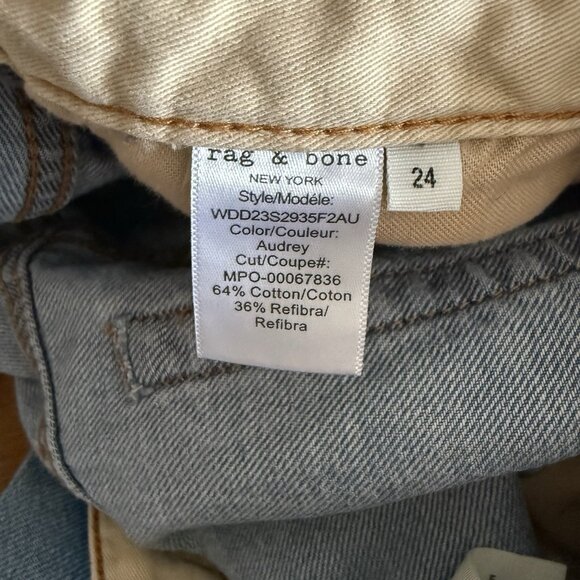 rag & bone
NEW YORK
Style/Modéle:
WDD23S2935F2AU
Color/Couleur:
Audrey
Cut/Coupe#:
MPO-00067836
64% Cotton/Coton
36% Refibra/
Refibra
24